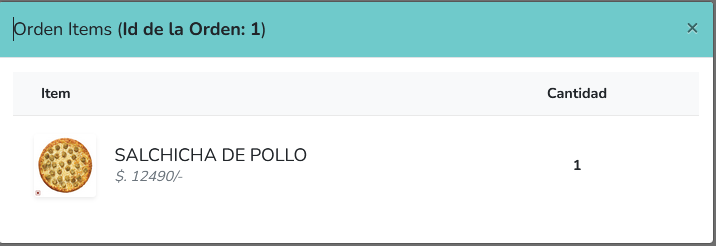 Orden Items (Id de la Orden: 1)
×
Item Cantidad
SALCHICHA DE POLLO
$. 12490/-
1